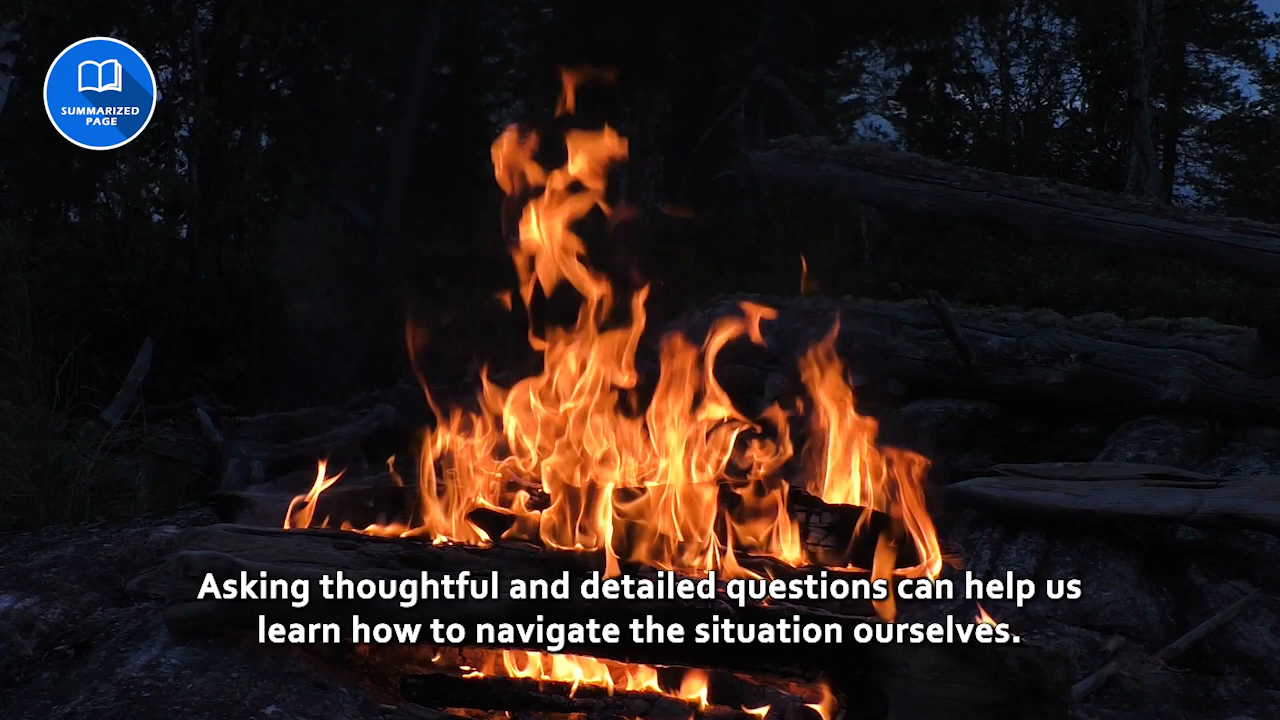 SUMMARIZED
PAGE
Asking thoughtful and detailed questions can help us
learn how to navigate the situation ourselves.